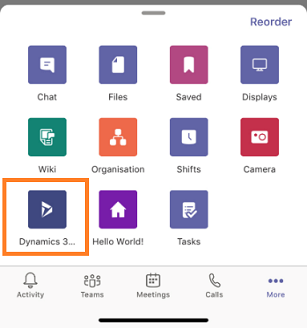 Reorder
Chat Files Saved Displays
Wiki Organisation Shifts Camera
Dynamics 3... Hello World! Tasks
Activity Teams Meetings Calls More